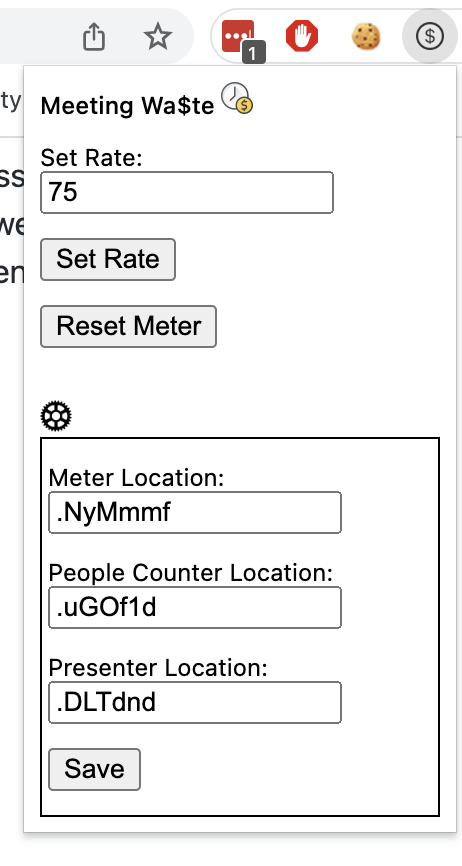 1
$
Meeting Wa$te
ty
Set Rate:
75
ss
we
Set Rate
en
Reset Meter
Meter Location:
.NyMmmf
People Counter Location:
.uGOf1d
Presenter Location:
.DLTdnd
Save